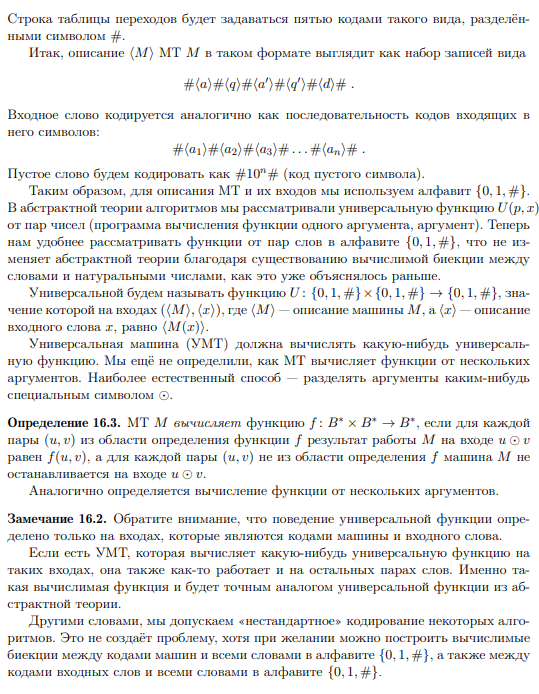 Строка таблицы переходов будет задаваться пятью кодами такого вида, разделён-
ными символом #.
Итак, описание ⟨M⟩ МТ M в таком формате выглядит как набор записей вида
#⟨a⟩#⟨q⟩#⟨a′⟩#⟨q′⟩#⟨d⟩# .
Входное слово кодируется аналогично как последовательность кодов входящих в
него символов:
#⟨a₁⟩#⟨a₂⟩#⟨a₃⟩# . . . #⟨aₙ⟩# .
Пустое слово будем кодировать как #10ⁿ# (код пустого символа).
Таким образом, для описания МТ и их входов мы используем алфавит {0, 1, #}.
В абстрактной теории алгоритмов мы рассматривали универсальную функцию U(p, x)
от пар чисел (программа вычисления функции одного аргумента, аргумент). Теперь
нам удобнее рассматривать функции от пар слов в алфавите {0, 1, #}, что не из-
меняет абстрактной теории благодаря существованию вычислимой биекции между
словами и натуральными числами, как это уже объяснялось раньше.
Универсальной будем называть функцию U : {0, 1, #}×{0, 1, #} → {0, 1, #}, зна-
чение которой на входах (⟨M⟩, ⟨x⟩), где ⟨M⟩ — описание машины M, а ⟨x⟩ — описание
входного слова x, равно ⟨M(x)⟩.
Универсальная машина (УМТ) должна вычислять какую-нибудь универсаль-
ную функцию. Мы ещё не определили, как МТ вычисляет функции от нескольких
аргументов. Наиболее естественный способ — разделять аргументы каким-нибудь
специальным символом ⊙.
Определение 16.3. МТ M вычисляет функцию f : B* × B* → B*, если для каждой
пары (u, v) из области определения функции f результат работы M на входе u ⊙ v
равен f(u, v), а для каждой пары (u, v) не из области определения f машина M не
останавливается на входе u ⊙ v.
Аналогично определяется вычисление функции от нескольких аргументов.
Замечание 16.2. Обратите внимание, что поведение универсальной функции опре-
делено только на входах, которые являются кодами машины и входного слова.
Если есть УМТ, которая вычисляет какую-нибудь универсальную функцию на
таких входах, она также как-то работает и на остальных парах слов. Именно та-
кая вычислимая функция и будет точным аналогом универсальной функции из аб-
страктной теории.
Другими словами, мы допускаем «нестандартное» кодирование некоторых алго-
ритмов. Это не создаёт проблему, хотя при желании можно построить вычислимые
биекции между кодами машин и всеми словами в алфавите {0, 1, #}, а также между
кодами входных слов и всеми словами в алфавите {0, 1, #}.